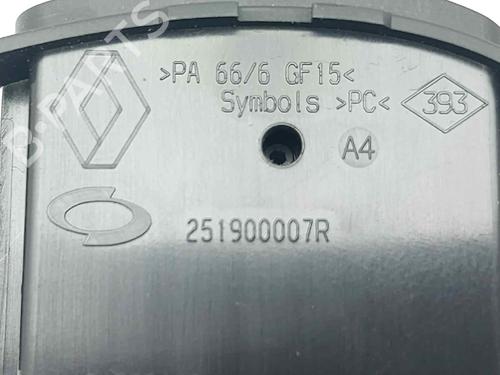 >PA 66/6 GF15<
Symbols >PC< 393
A4
251900007R
B-PARTS